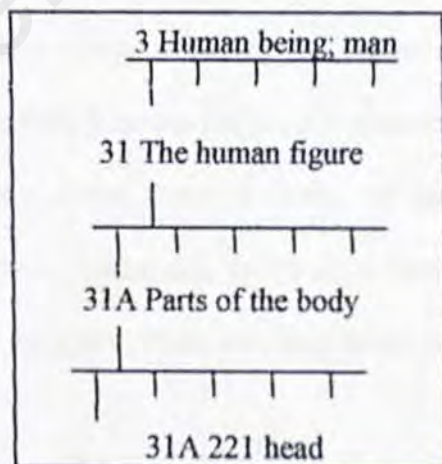 3 Human being; man
31 The human figure
31A Parts of the body
31A 221 head